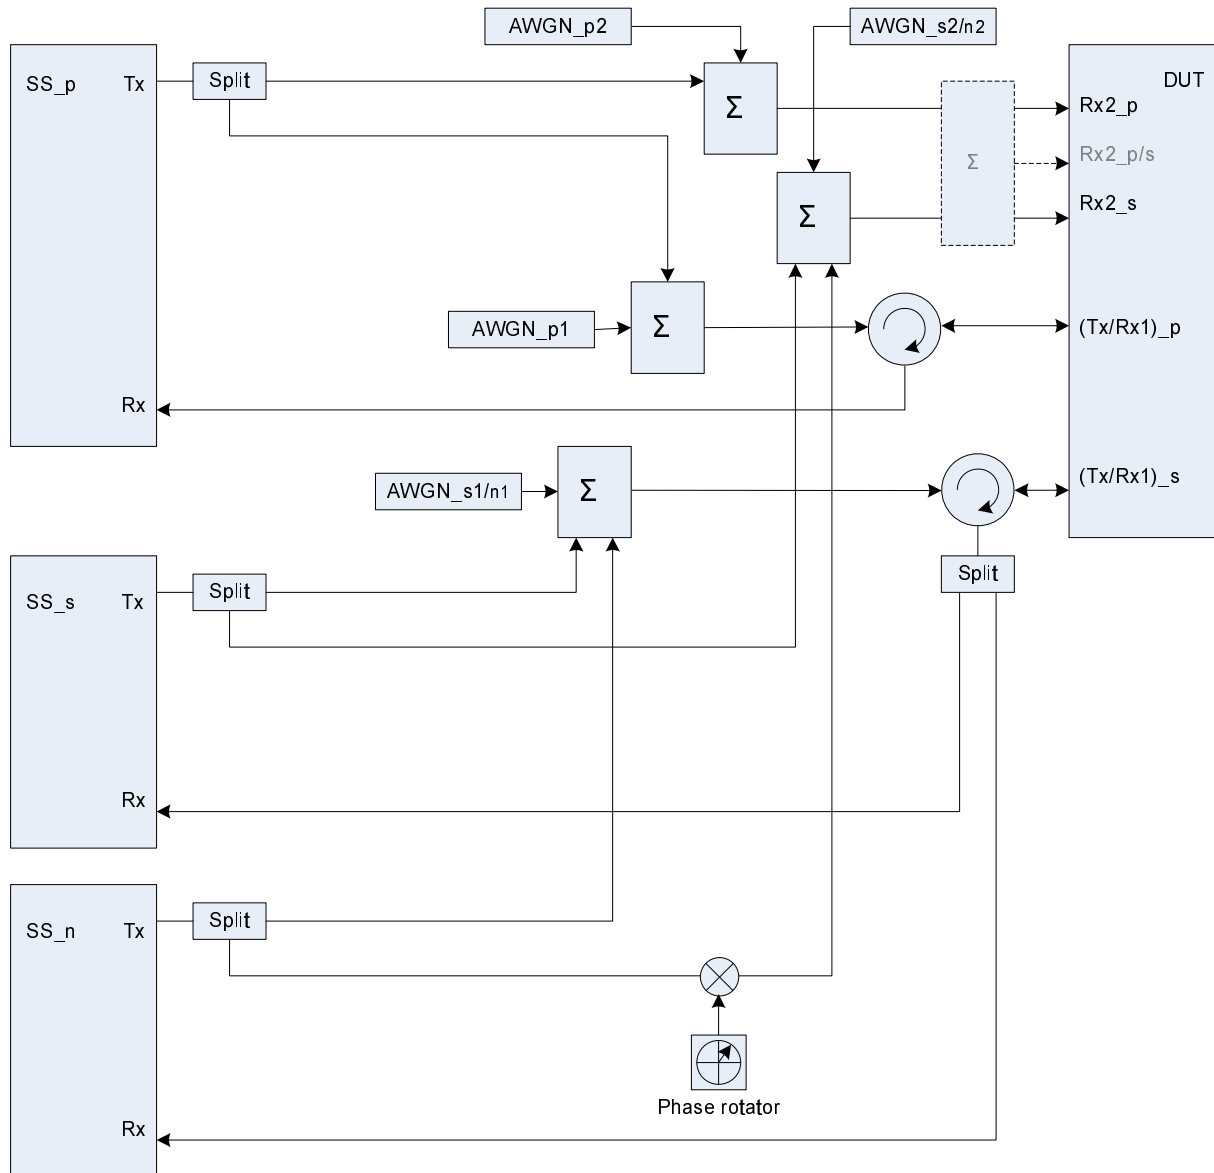 AWGN_p2
AWGN_s2/n2
SS_p
Tx
Split
Σ
DUT
Rx2_p
Σ
Rx2_p/s
Σ
Rx2_s
AWGN_p1
Σ
(Tx/Rx1)_p
Rx
AWGN_s1/n1
Σ
(Tx/Rx1)_s
SS_s
Tx
Split
Split
Rx
SS_n
Tx
Split
Phase rotator
Rx